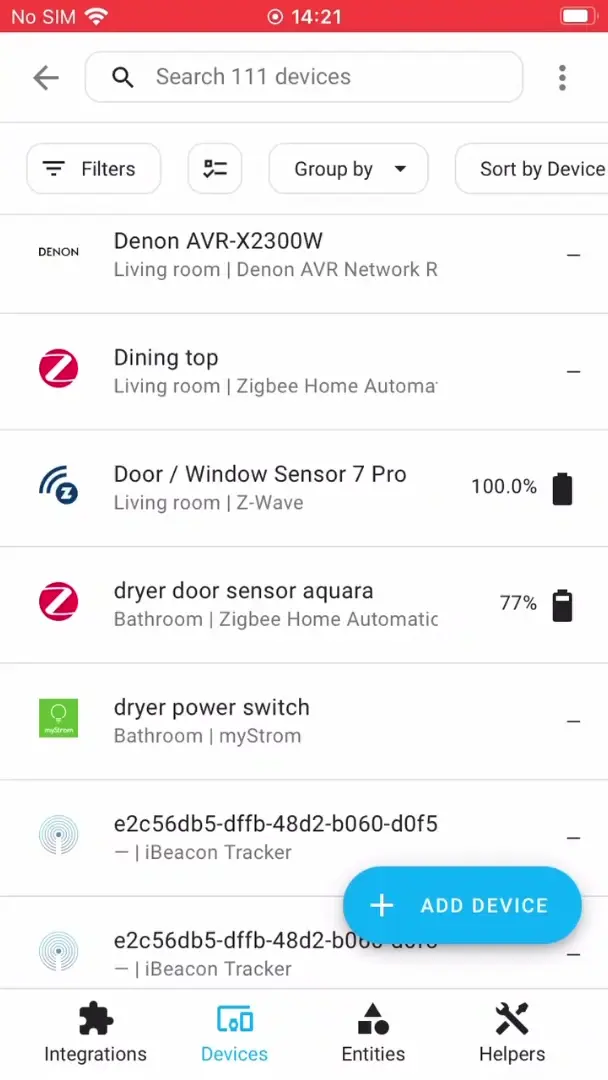 No SIM 14:21
Search 111 devices
Filters Group by Sort by Device
DENON
Denon AVR-X2300W
Living room | Denon AVR Network R
—
Dining top
Living room | Zigbee Home Automa
—
Door / Window Sensor 7 Pro
Living room | Z-Wave
100.0%
dryer door sensor aquara
Bathroom | Zigbee Home Automatic
77%
myStrom
dryer power switch
Bathroom | myStrom
—
e2c56db5-dffb-48d2-b060-d0f5
— | iBeacon Tracker
—
+ ADD DEVICE
e2c56db5-dffb-48d2-b060-d0f5
— | iBeacon Tracker
—
Integrations Devices Entities Helpers